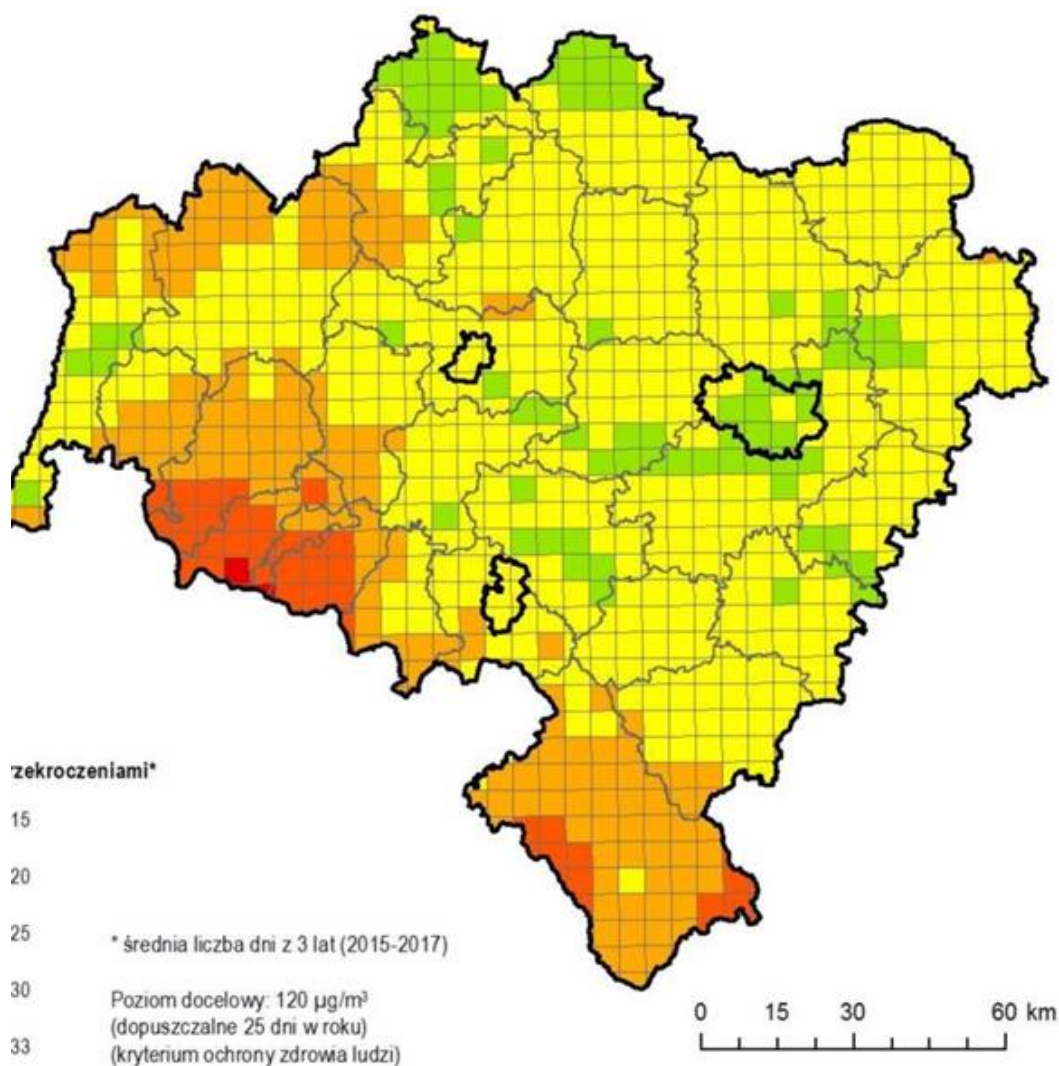 rzekroczeniami*
15
20
25
30
33
* średnia liczba dni z 3 lat (2015-2017)
Poziom docelowy: 120 µg/m³
(dopuszczalne 25 dni w roku)
(kryterium ochrony zdrowia ludzi)
0 15 30 60 km